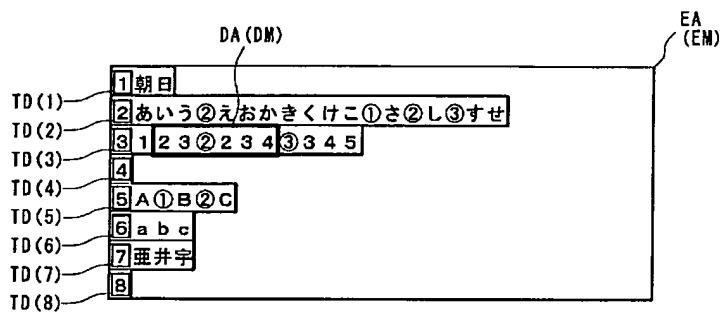 DA(DM)
EA
(EM)
1 朝日
TD(1)
2 あいう②えおかきくけこ①さ②し③すせ
TD(2)
3 1 2 3 ② 2 3 4 ③ 3 4 5
TD(3)
4
TD(4)
5 A①B②C
TD(5)
6 a b c
TD(6)
7 亜井宇
TD(7)
8
TD(8)